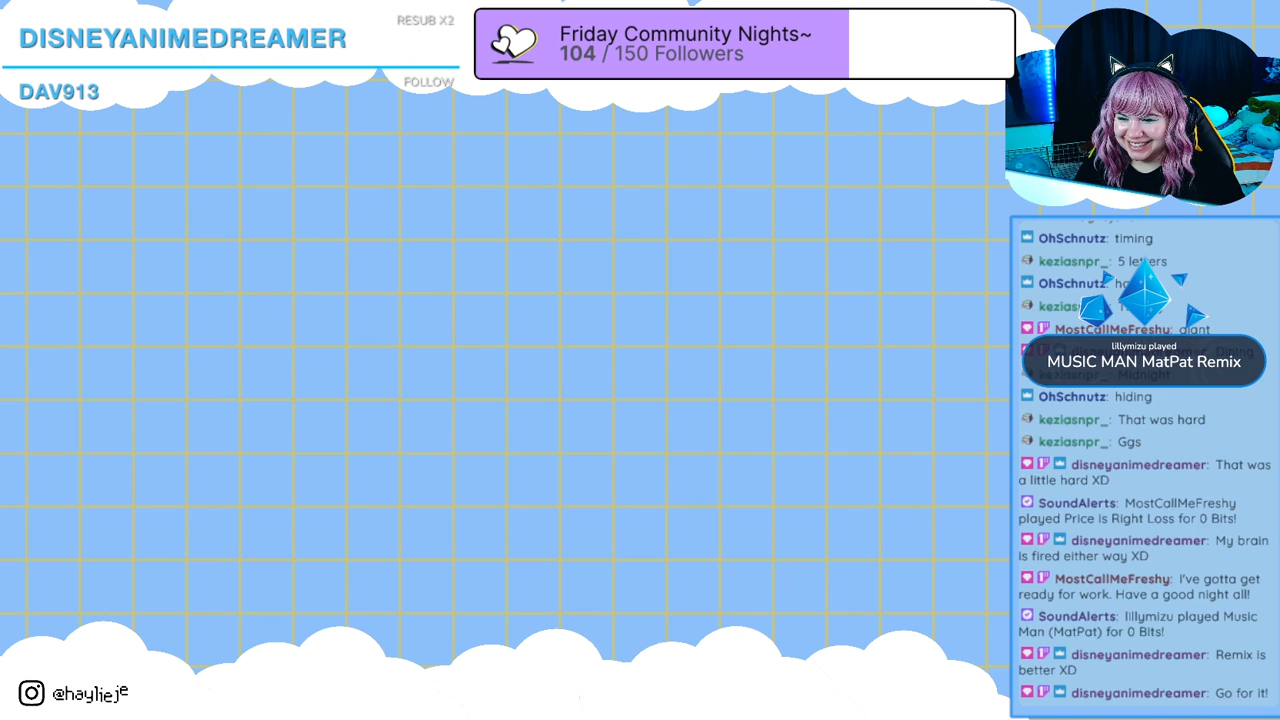 DISNEYANIMEDREAMER
RESUB X2
DAV913
FOLLOW
Friday Community Nights~
104 / 150 Followers
OhSchnutz: timing
keziasnpr_: 5 letters
OhSchnutz:
MostCallMeFreshy: giant
lillymizu played
MUSIC MAN MatPat Remix
Midnight
OhSchnutz: hiding
keziasnpr_: That was hard
keziasnpr_: Ggs
disneyanimedreamer: That was
a little hard XD
SoundAlerts: MostCallMeFreshy
played Price is Right Loss for 0 Bits!
disneyanimedreamer: My brain
is fired either way XD
MostCallMeFreshy: I've gotta get
ready for work. Have a good night all!
SoundAlerts: lillymizu played Music
Man (MatPat) for 0 Bits!
disneyanimedreamer: Remix is
better XD
disneyanimedreamer: Go for it!
@hayliejе